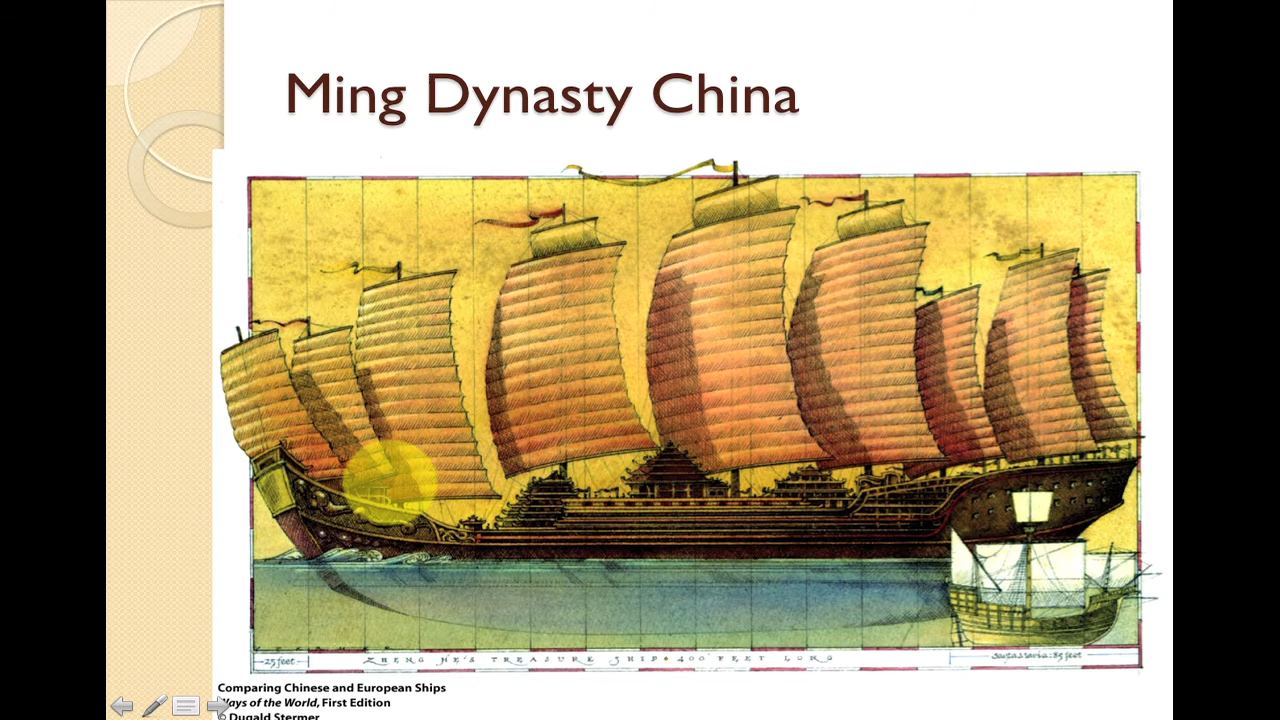 Ming Dynasty China
25 feet
ZHENG HE'S TREASURE SHIP • 400 FEET LONG
Santa Maria: 85 feet
Comparing Chinese and European Ships
Ways of the World, First Edition
© Dugald Stermer